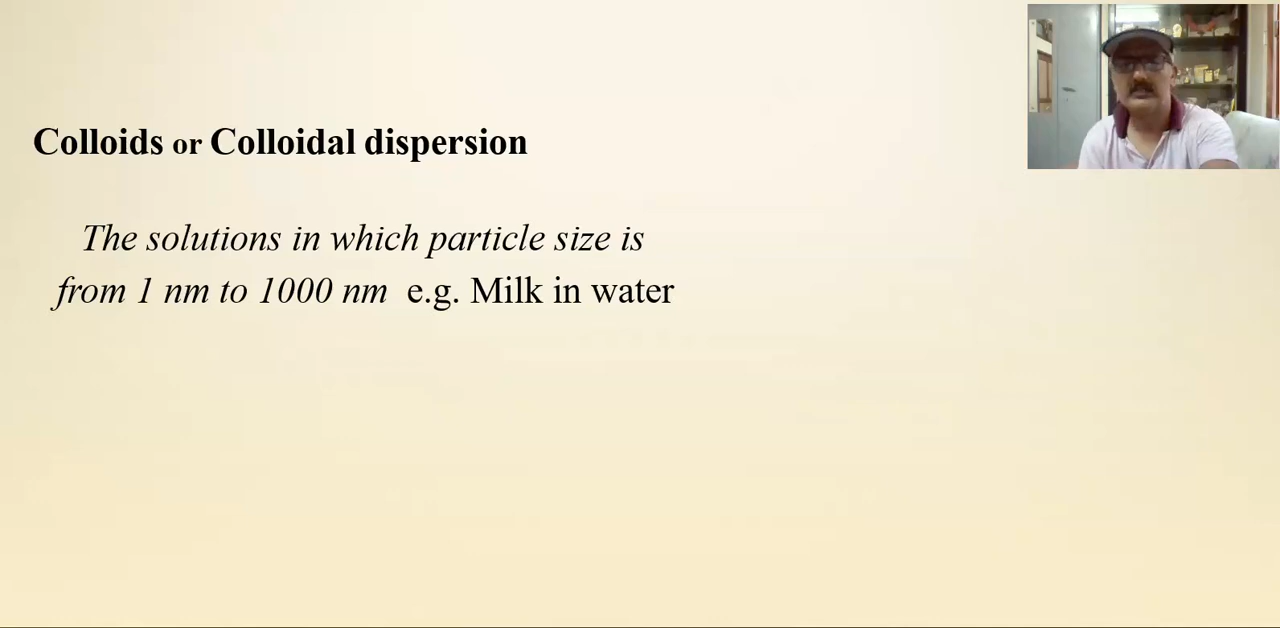 Colloids or Colloidal dispersion
The solutions in which particle size is
from 1 nm to 1000 nm e.g. Milk in water